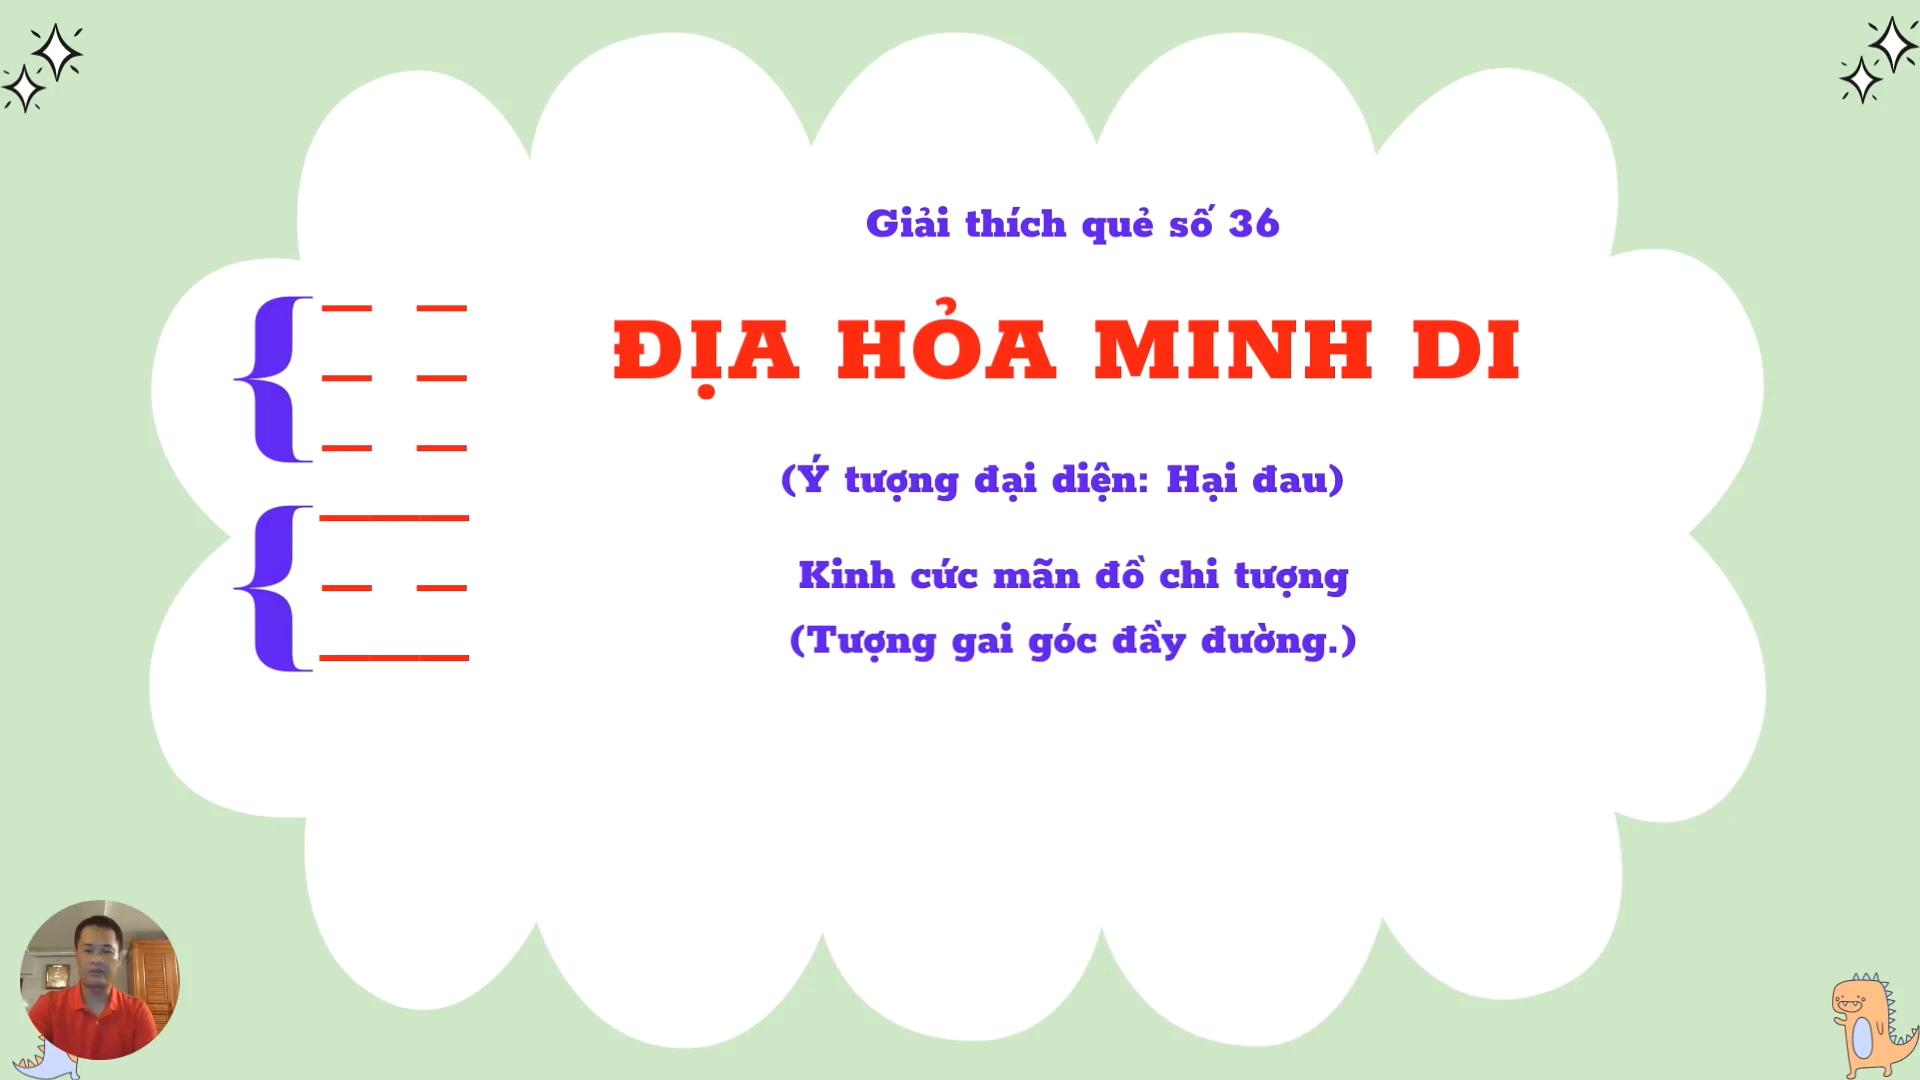 Giải thích quẻ số 36
ĐỊA HỎA MINH DI
(Ý tượng đại diện: Hại đau)
Kinh cức mãn đồ chi tượng
(Tượng gai góc đầy đường.)